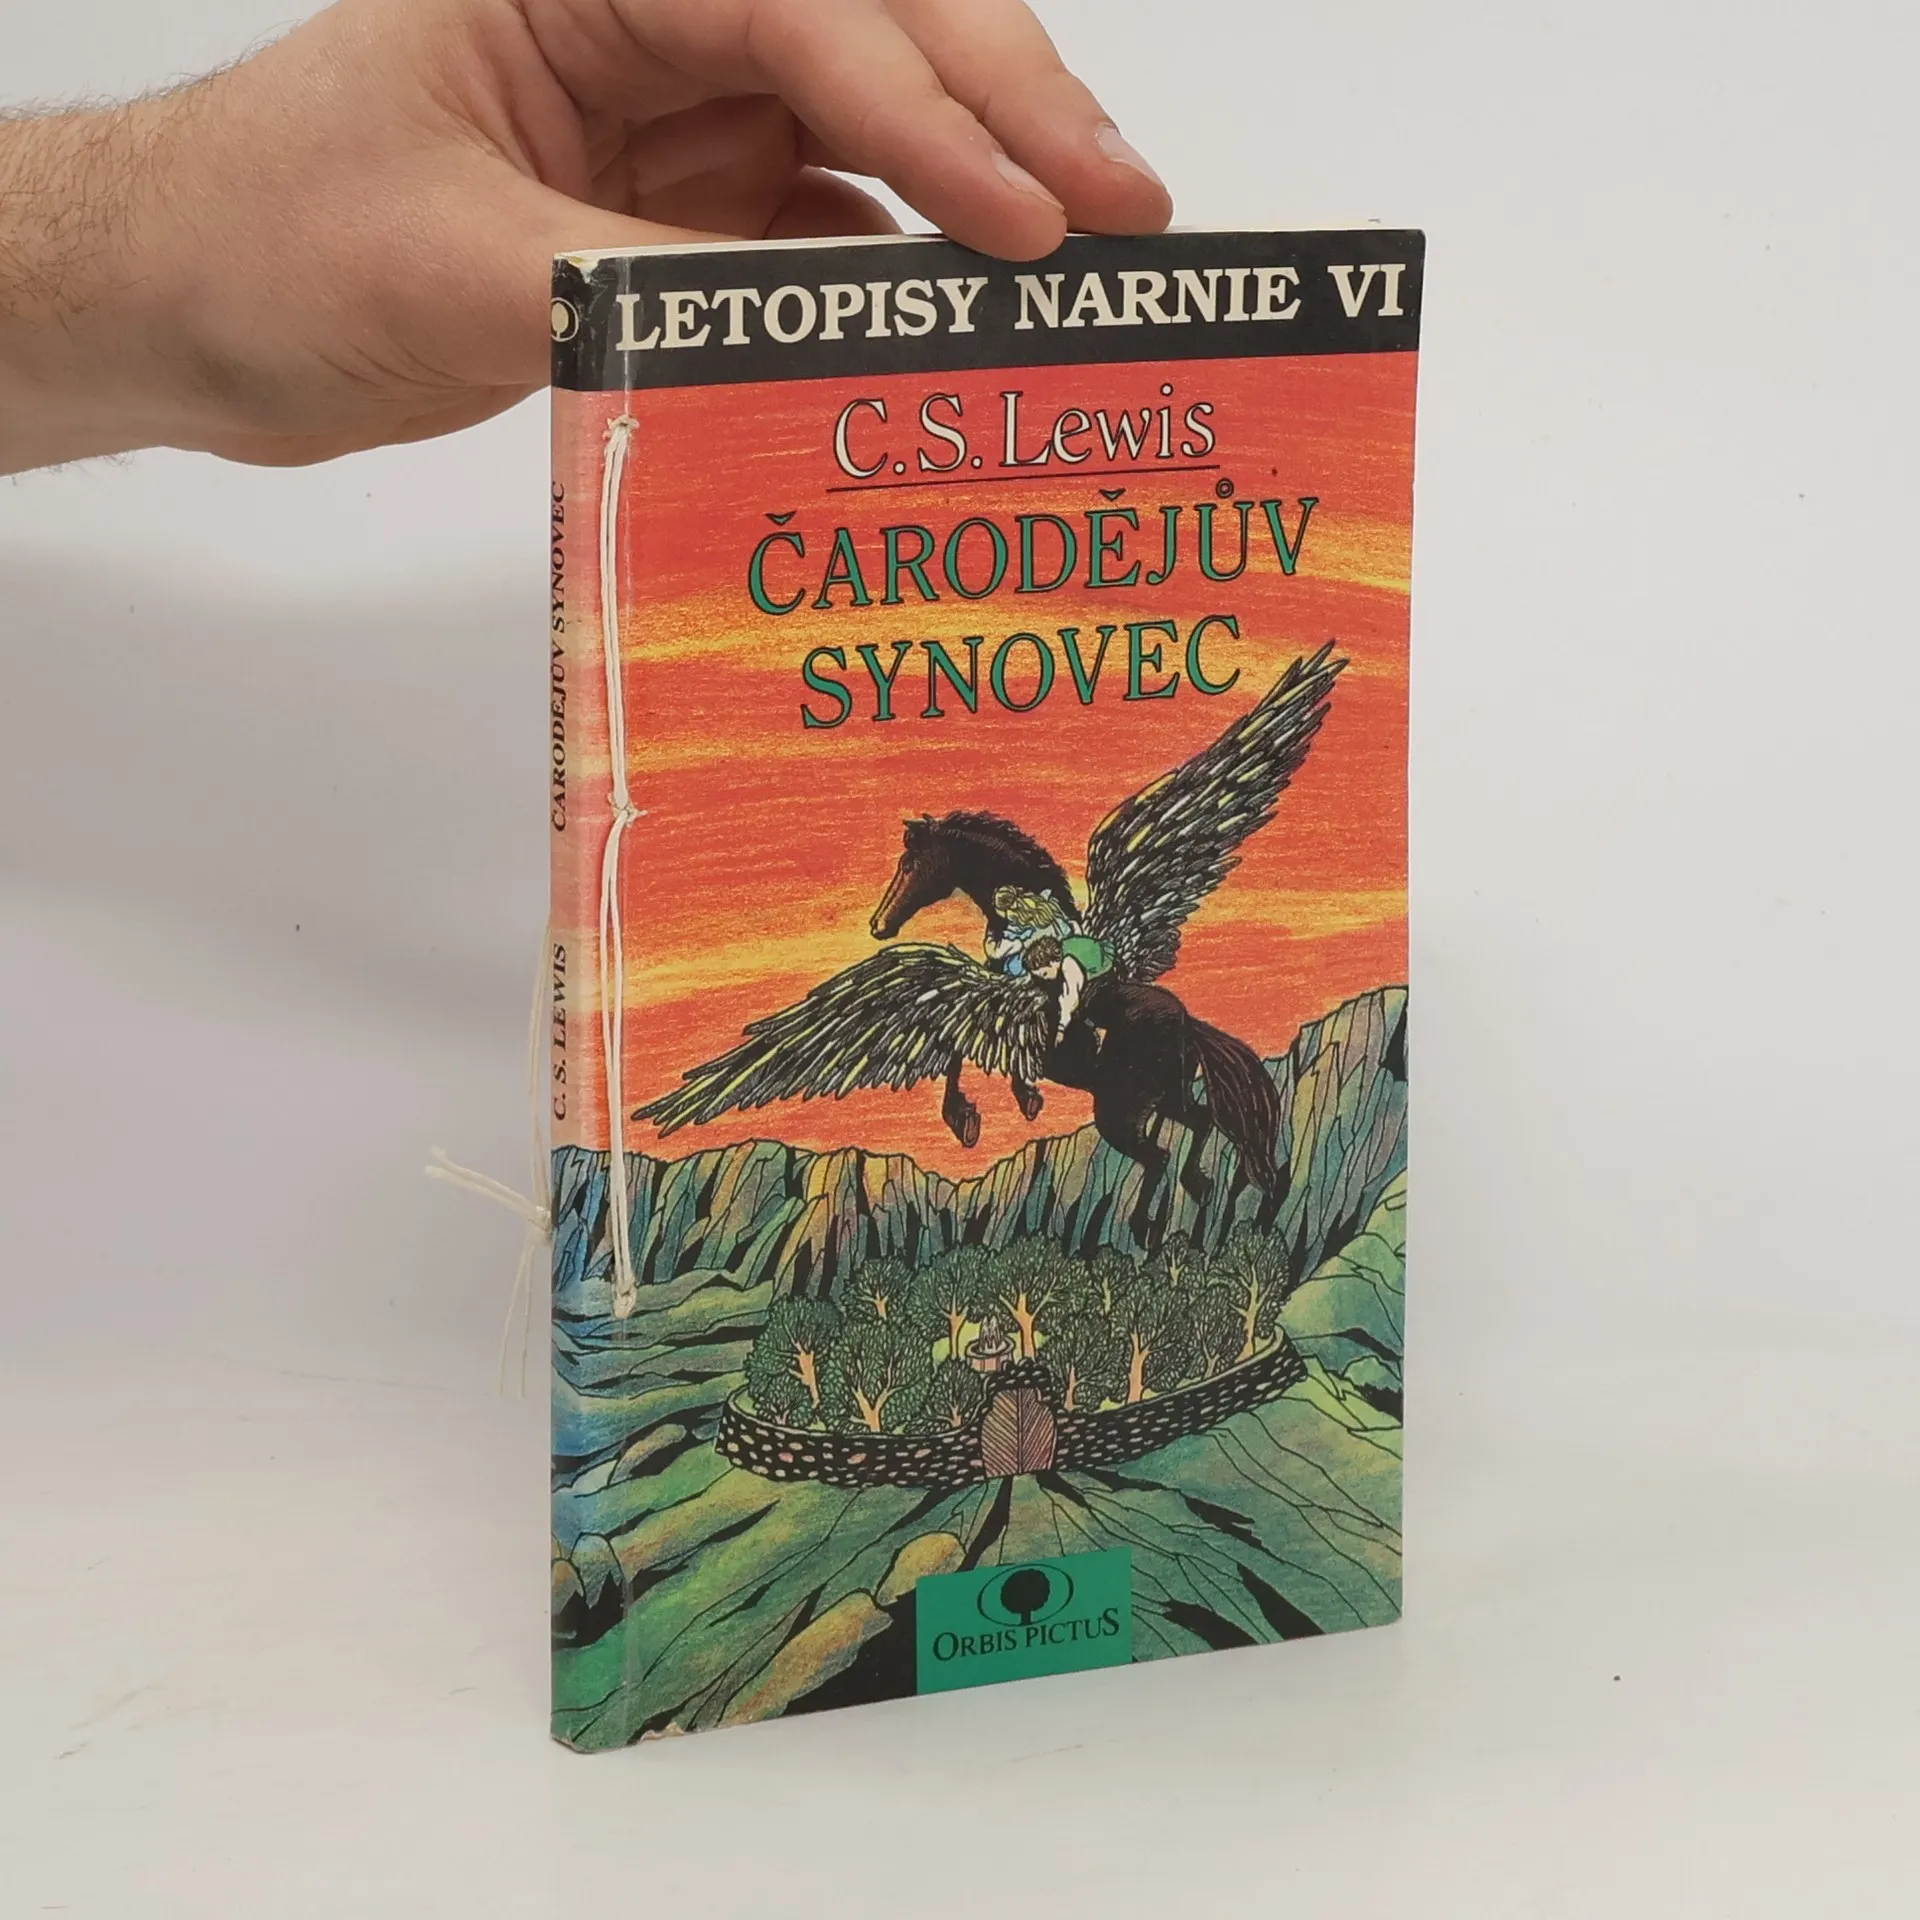 LETOPISY NARNIE VI
C. S. Lewis
ČARODĚJŮV
SYNOVEC
ORBIS PICTUS
C. S. LEWIS ČARODĚJŮV SYNOVEC